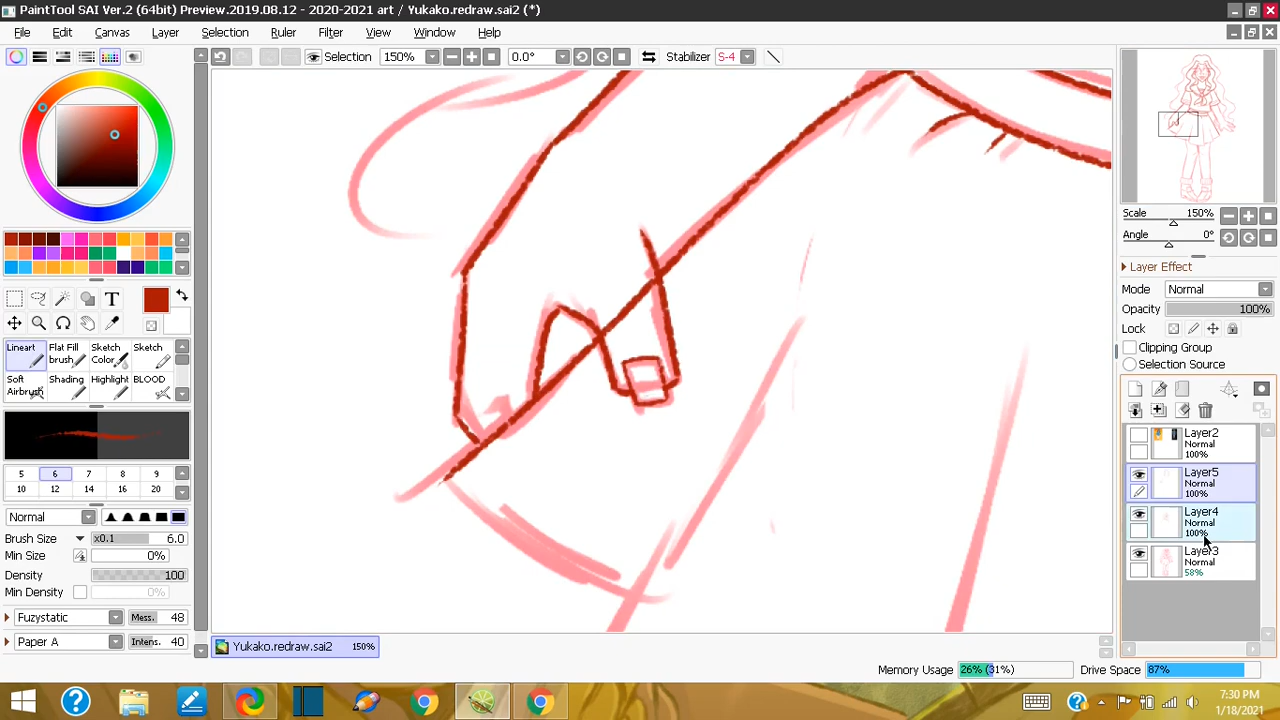 PaintTool SAI Ver.2 (64bit) Preview.2019.08.12 - 2020-2021 art / Yukako.redraw.sai2 (*)
File Edit Canvas Layer Selection Ruler Filter View Window Help
Selection 150% 0.0° Stabilizer S-4
Scale 150%
Angle 0°
Layer Effect
Mode Normal
Opacity 100%
Lock
Clipping Group
Selection Source
T
Lineart Flat Fill brush Sketch Color Sketch
Soft Airbrush Shading Highlight BLOOD
5 6 7 8 9
10 12 14 16 20
Normal
Brush Size x0.1 6.0
Min Size 0%
Density 100
Min Density 0%
Fuzystatic Mess. 48
Paper A Intens. 40
Layer2
Normal
100%
Layer5
Normal
100%
Layer4
Normal
100%
Layer3
Normal
58%
Yukako.redraw.sai2 150%
Memory Usage 26% (31%) Drive Space 87%
7:30 PM
1/18/2021